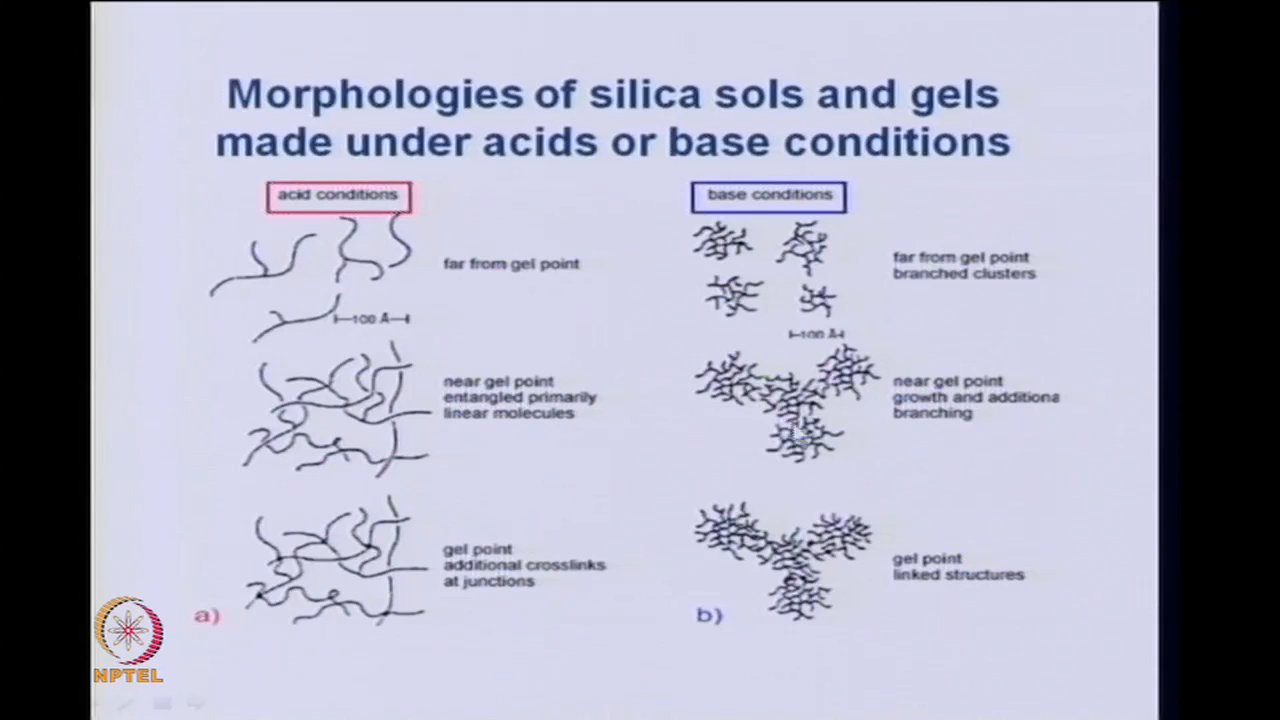 Morphologies of silica sols and gels
made under acids or base conditions
acid conditions
far from gel point
100 Å
near gel point
entangled primarily
linear molecules
gel point
additional crosslinks
at junctions
a)
base conditions
far from gel point
branched clusters
100 Å
near gel point
growth and additiona
branching
gel point
linked structures
b)
NPTEL